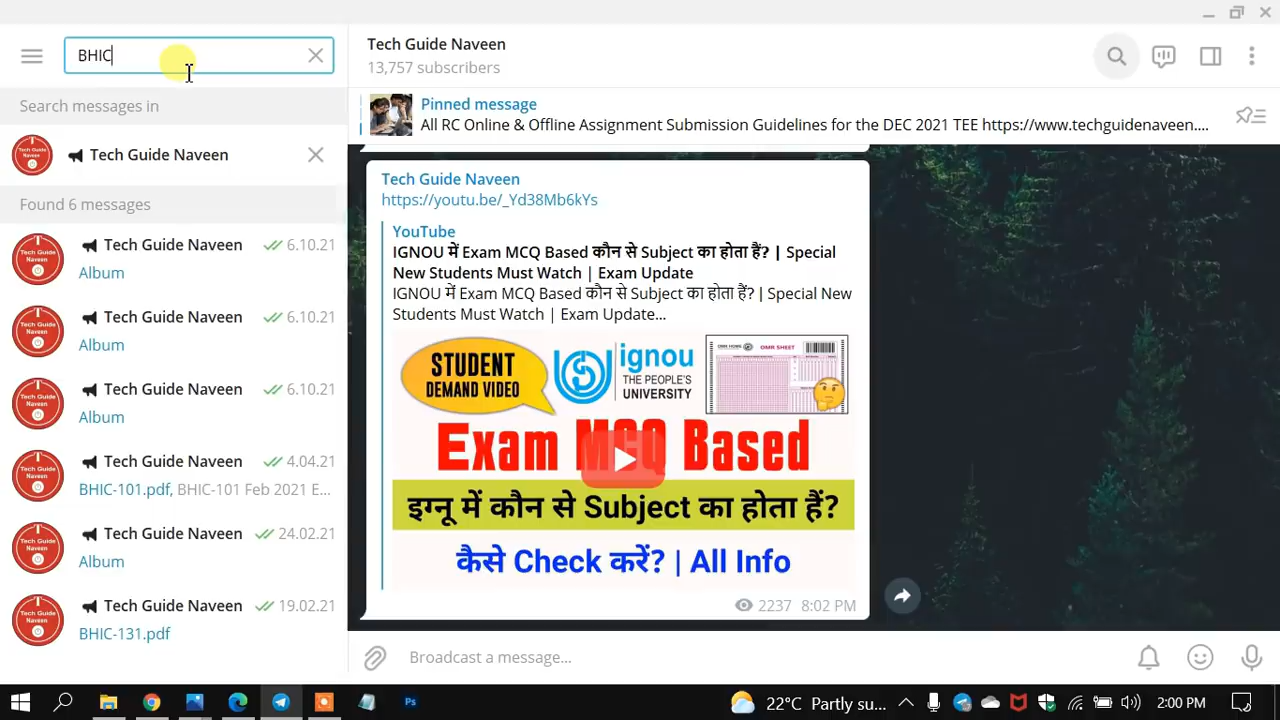 BHIC
Search messages in
Tech Guide Naveen
Found 6 messages
Tech Guide Naveen 6.10.21
Album
Tech Guide Naveen 6.10.21
Album
Tech Guide Naveen 6.10.21
Album
Tech Guide Naveen 4.04.21
BHIC-101.pdf, BHIC-101 Feb 2021 E...
Tech Guide Naveen 24.02.21
Album
Tech Guide Naveen 19.02.21
BHIC-131.pdf
Tech Guide Naveen
13,757 subscribers
Pinned message
All RC Online & Offline Assignment Submission Guidelines for the DEC 2021 TEE https://www.techguidenaveen....
Tech Guide Naveen
https://youtu.be/_Yd38Mb6kYs
YouTube
IGNOU में Exam MCQ Based कौन से Subject का होता हैं? | Special
New Students Must Watch | Exam Update
IGNOU में Exam MCQ Based कौन से Subject का होता हैं? | Special New
Students Must Watch | Exam Update...
STUDENT
DEMAND VIDEO
ignou
THE PEOPLE'S
UNIVERSITY
OMR SHEET
Exam MCQ Based
इग्नू में कौन से Subject का होता हैं?
कैसे Check करें? | All Info
2237 8:02 PM
Broadcast a message...
22°C Partly su...
2:00 PM